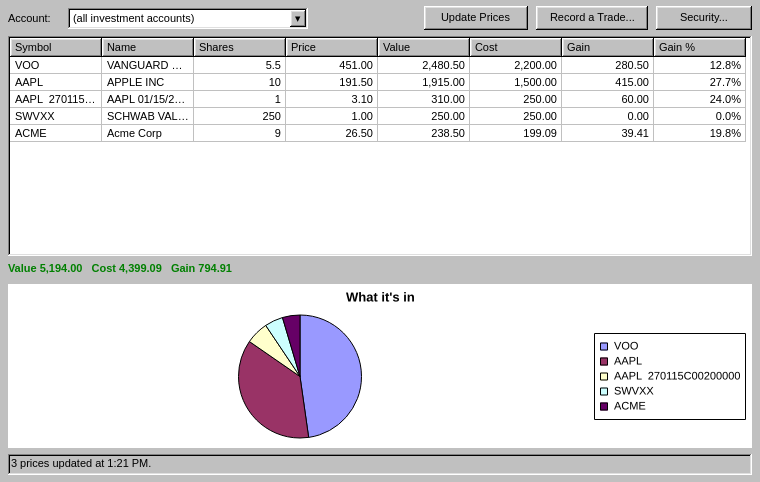 Account: (all investment accounts) Update Prices Record a Trade... Security...
Symbol Name Shares Price Value Cost Gain Gain %
VOO VANGUARD ... 5.5 451.00 2,480.50 2,200.00 280.50 12.8%
AAPL APPLE INC 10 191.50 1,915.00 1,500.00 415.00 27.7%
AAPL 270115... AAPL 01/15/2... 1 3.10 310.00 250.00 60.00 24.0%
SWVXX SCHWAB VAL... 250 1.00 250.00 250.00 0.00 0.0%
ACME Acme Corp 9 26.50 238.50 199.09 39.41 19.8%
Value 5,194.00 Cost 4,399.09 Gain 794.91
What it's in
VOO
AAPL
AAPL 270115C00200000
SWVXX
ACME
3 prices updated at 1:21 PM.